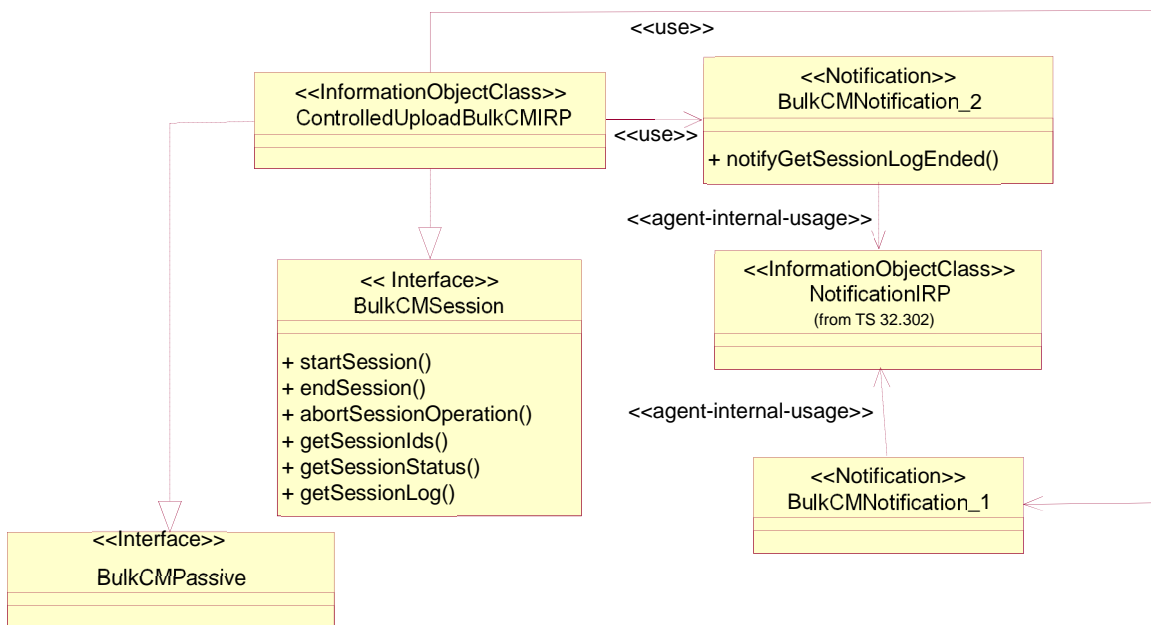 <<use>>
<<InformationObjectClass>>
ControlledUploadBulkCMIRP
<<use>>
<<Notification>>
BulkCMNotification_2
+ notifyGetSessionLogEnded()
<<agent-internal-usage>>
<< Interface>>
BulkCMSession
+ startSession()
+ endSession()
+ abortSessionOperation()
+ getSessionIds()
+ getSessionStatus()
+ getSessionLog()
<<InformationObjectClass>>
NotificationIRP
(from TS 32.302)
<<agent-internal-usage>>
<<Notification>>
BulkCMNotification_1
<<Interface>>
BulkCMPassive